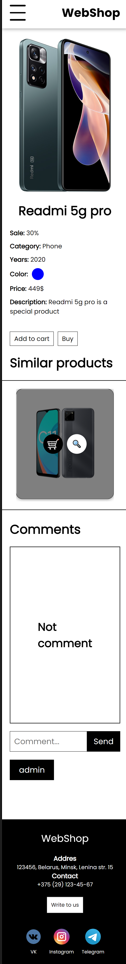 WebShop
Readmi 5g pro
Sale: 30%
Category: Phone
Years: 2020
Color:
Price: 449$
Description: Readmi 5g pro is a
special product
Add to cart
Buy
Similar products
Comments
Not
comment
Comment...
Send
admin
WebShop
Addres
123456, Belarus, Minsk, Lenina str. 15
Contact
+375 (29) 123-45-67
Write to us
VK
Instagram
Telegram